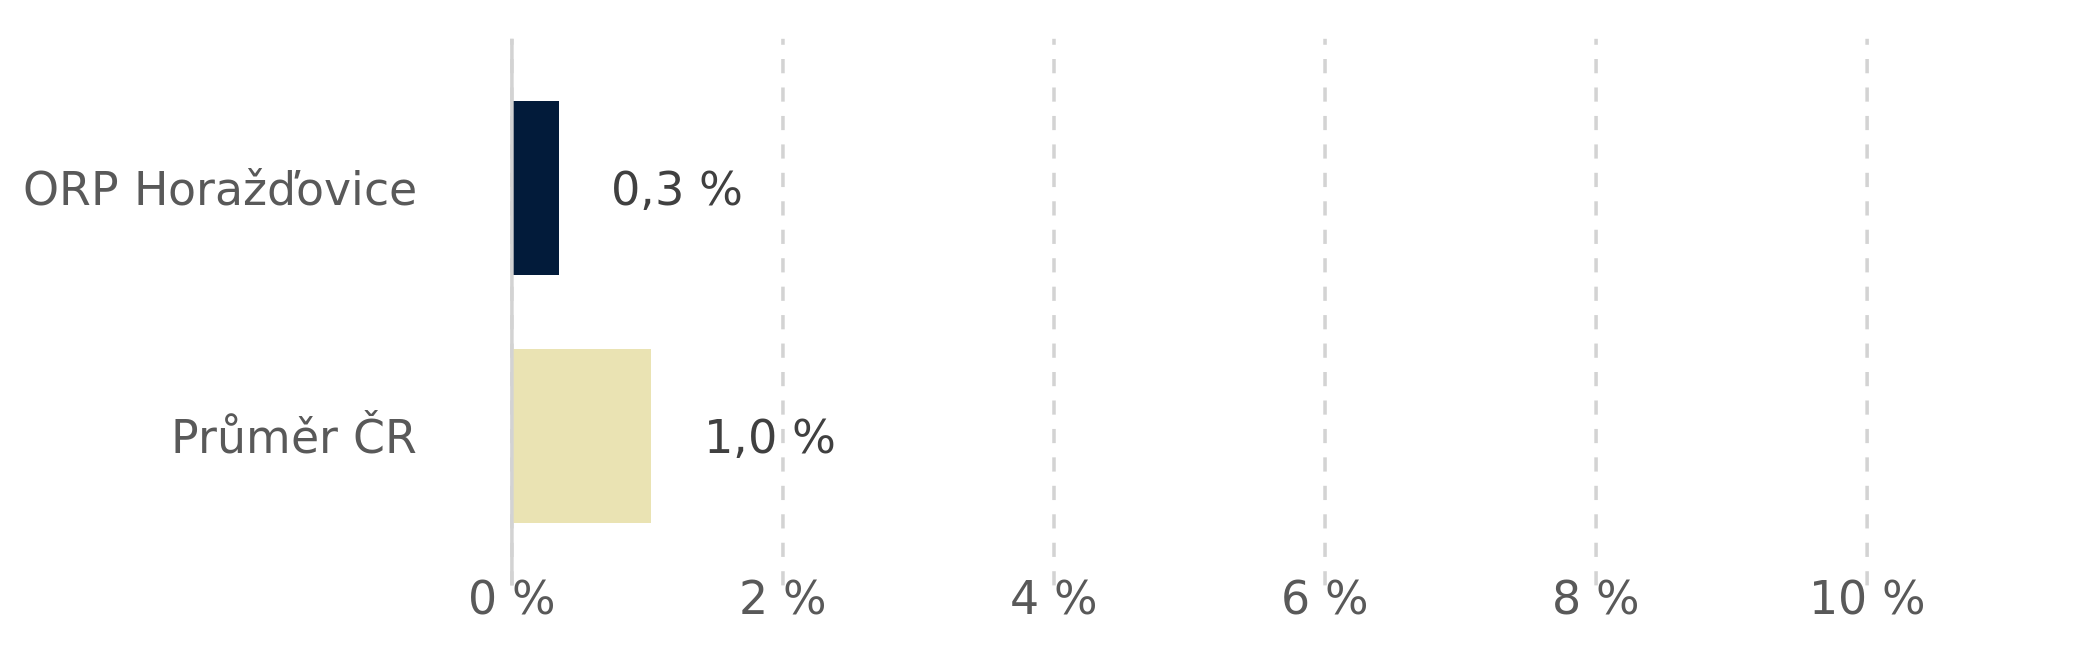 ORP Horažďovice 0,3 %
Průměr ČR 1,0 %
0 % 2 % 4 % 6 % 8 % 10 %